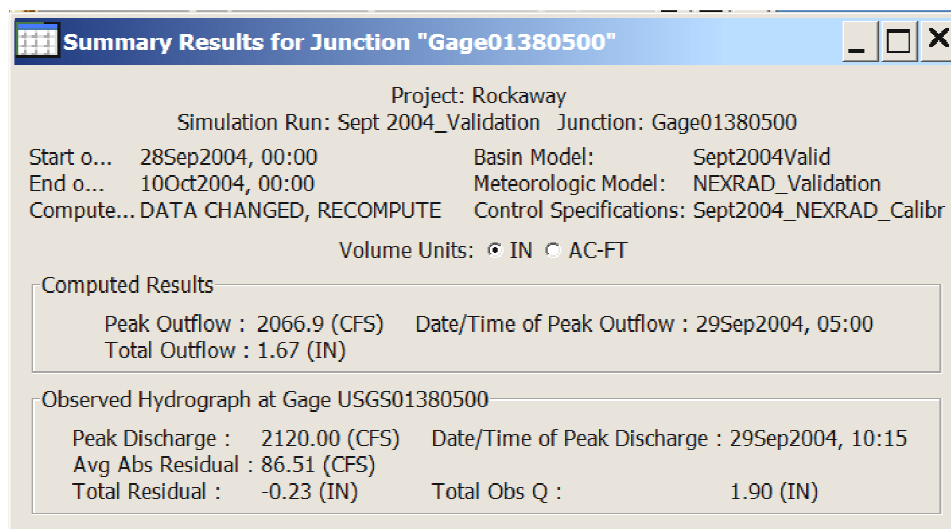 Summary Results for Junction "Gage01380500"
Project: Rockaway
Simulation Run: Sept 2004_Validation Junction: Gage01380500
Start o... 28Sep2004, 00:00 Basin Model: Sept2004Valid
End o... 10Oct2004, 00:00 Meteorologic Model: NEXRAD_Validation
Compute... DATA CHANGED, RECOMPUTE Control Specifications: Sept2004_NEXRAD_Calibr
Volume Units: IN AC-FT
Computed Results
Peak Outflow : 2066.9 (CFS) Date/Time of Peak Outflow : 29Sep2004, 05:00
Total Outflow : 1.67 (IN)
Observed Hydrograph at Gage USGS01380500
Peak Discharge : 2120.00 (CFS) Date/Time of Peak Discharge : 29Sep2004, 10:15
Avg Abs Residual : 86.51 (CFS)
Total Residual : -0.23 (IN) Total Obs Q : 1.90 (IN)